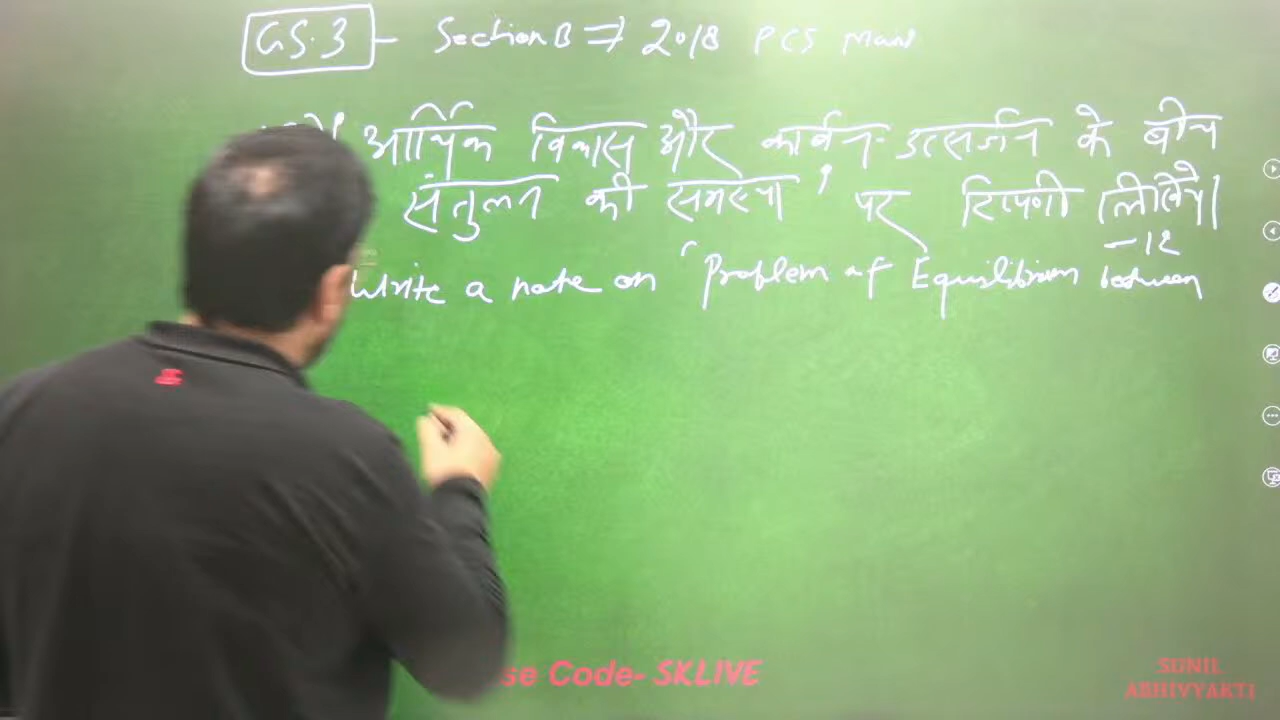 GS.3 - Section B ⇒ 2018 PCS Main
आर्थिक विकास और कार्बन-उत्सर्जन के बीच
संतुलन की समस्या' पर टिप्पणी लीखिये।
-12
Write a note on 'Problem of Equilibrium between
se Code- SKLIVE
SUNIL
ABHIVYAKTI